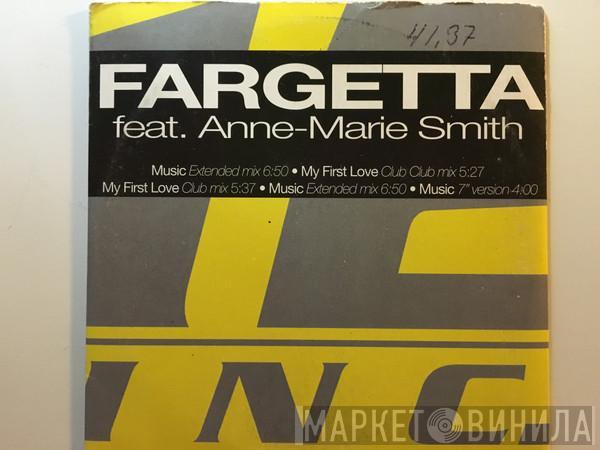 41,37
FARGETTA
feat. Anne-Marie Smith
Music Extended mix 6:50 • My First Love Club Club mix 5:27
My First Love Club mix 5:37 • Music Extended mix 6:50 • Music 7" version 4:00
INC
МАРКЕТ ВИНИЛА